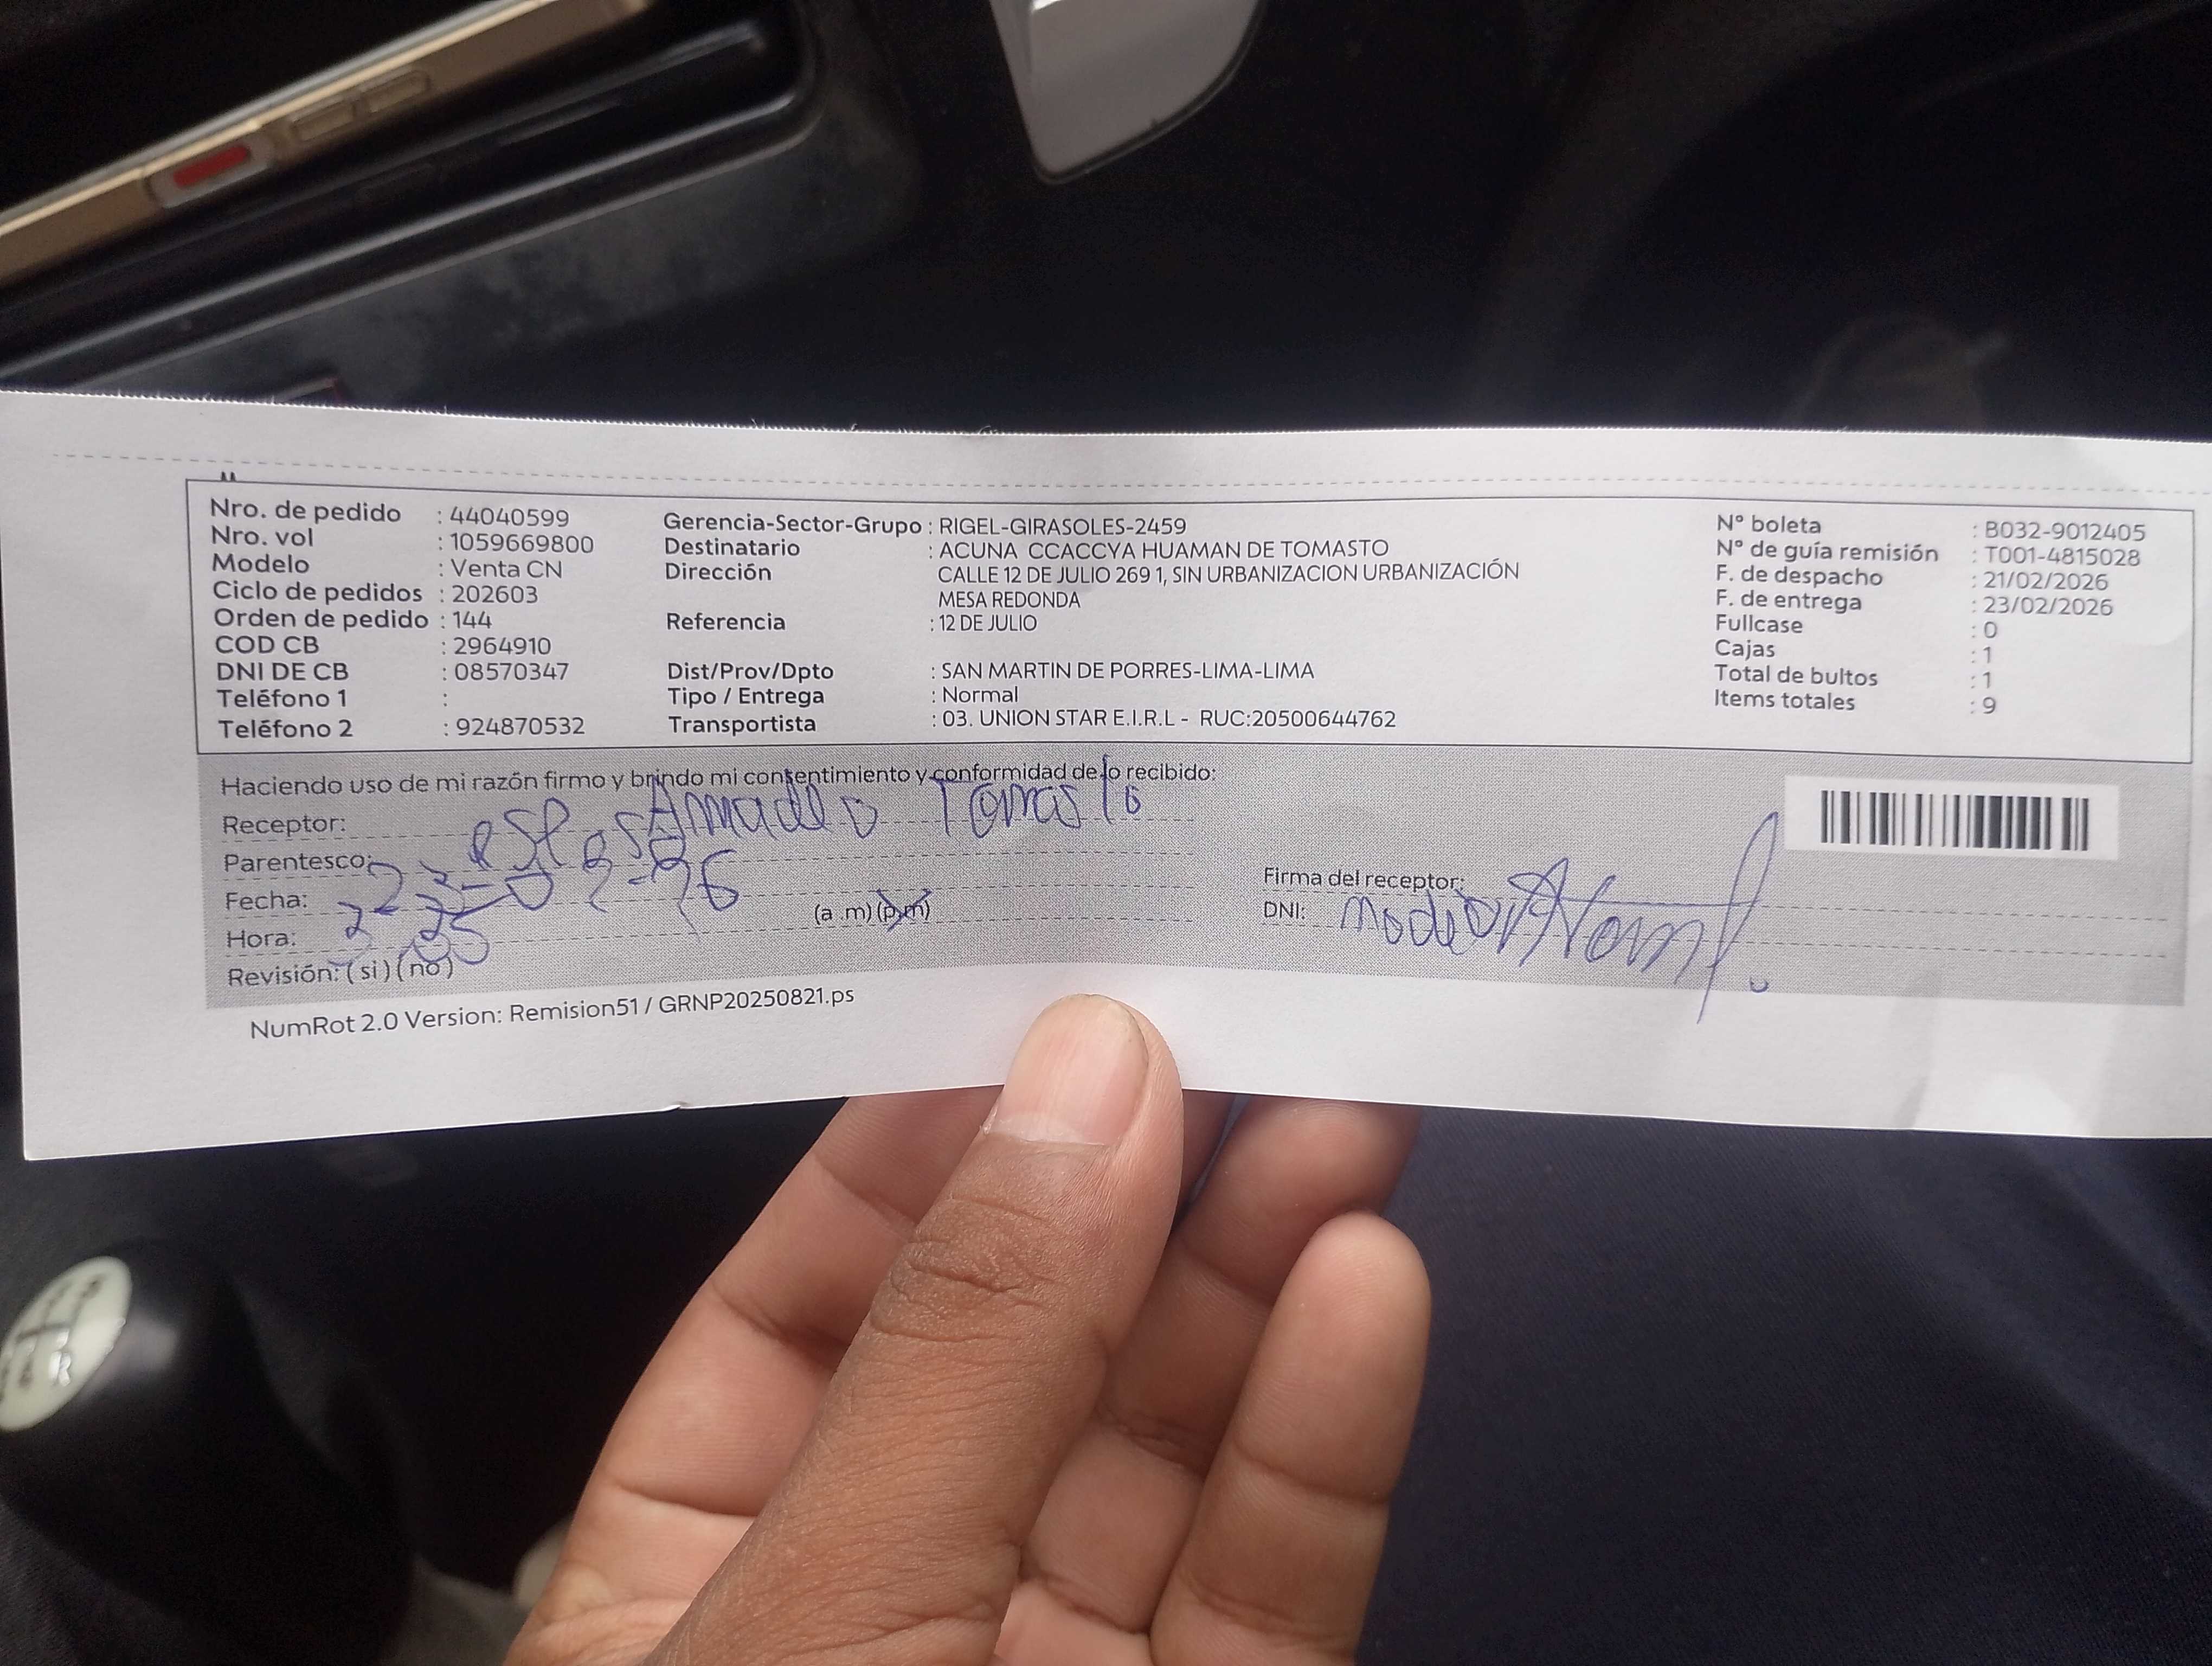 Nro. de pedido : 44040599
Nro. vol : 1059669800
Modelo : Venta CN
Ciclo de pedidos : 202603
Orden de pedido : 144
COD CB : 2964910
DNI DE CB : 08570347
Teléfono 1 :
Teléfono 2 : 924870532
Gerencia-Sector-Grupo : RIGEL-GIRASOLES-2459
Destinatario : ACUNA CCACCYA HUAMAN DE TOMASTO
Dirección CALLE 12 DE JULIO 269 1, SIN URBANIZACION URBANIZACIÓN
MESA REDONDA
Referencia : 12 DE JULIO
Dist/Prov/Dpto : SAN MARTIN DE PORRES-LIMA-LIMA
Tipo / Entrega : Normal
Transportista : 03. UNION STAR E.I.R.L - RUC:20500644762
N° boleta : B032-9012405
N° de guía remisión : T001-4815028
F. de despacho : 21/02/2026
F. de entrega : 23/02/2026
Fullcase : 0
Cajas : 1
Total de bultos : 1
Items totales : 9
Haciendo uso de mi razón firmo y brindo mi consentimiento y conformidad de lo recibido:
Receptor: Amadeo Tomasto
Parentesco: esposo
Fecha:
Hora: (a.m) (p.m)
Revisión: (si) (no)
Firma del receptor:
DNI:
NumRot 2.0 Version: Remision51 / GRNP20250821.ps